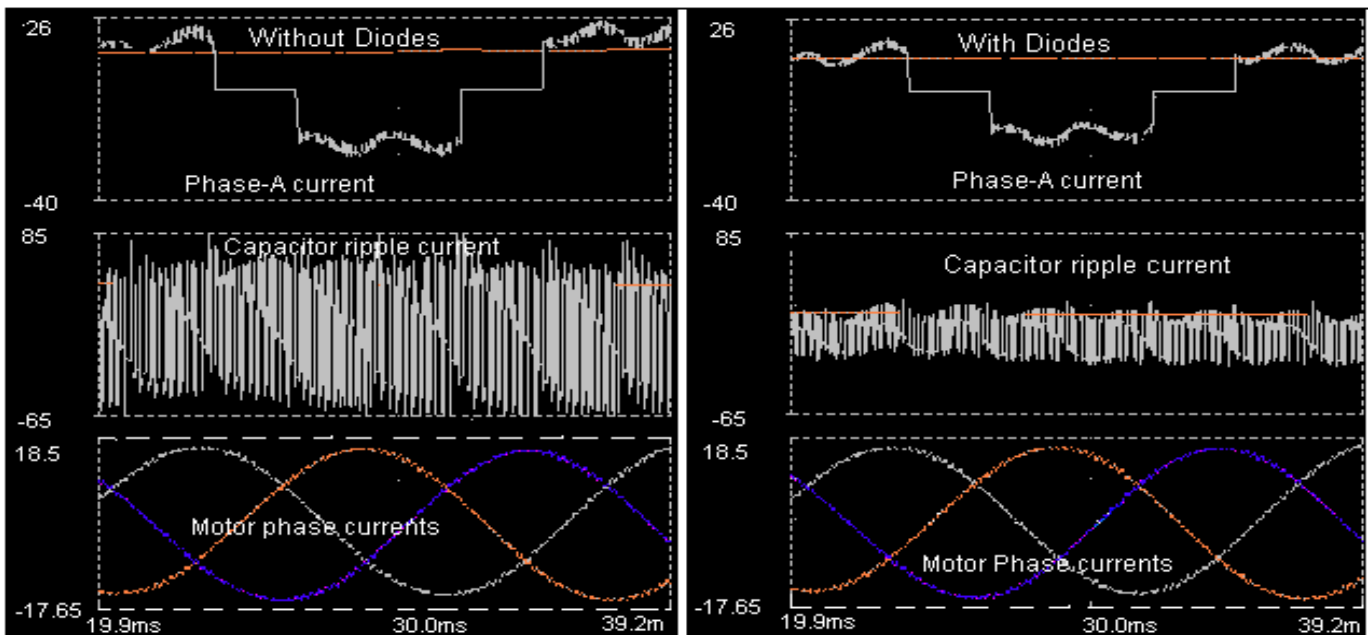 26
Without Diodes
Phase-A current
-40
85
Capacitor ripple current
-65
18.5
Motor phase currents
-17.65
19.9ms 30.0ms 39.2m
26
With Diodes
Phase-A current
-40
85
Capacitor ripple current
-65
18.5
Motor Phase currents
-17.65
19.9ms 30.0ms 39.2m